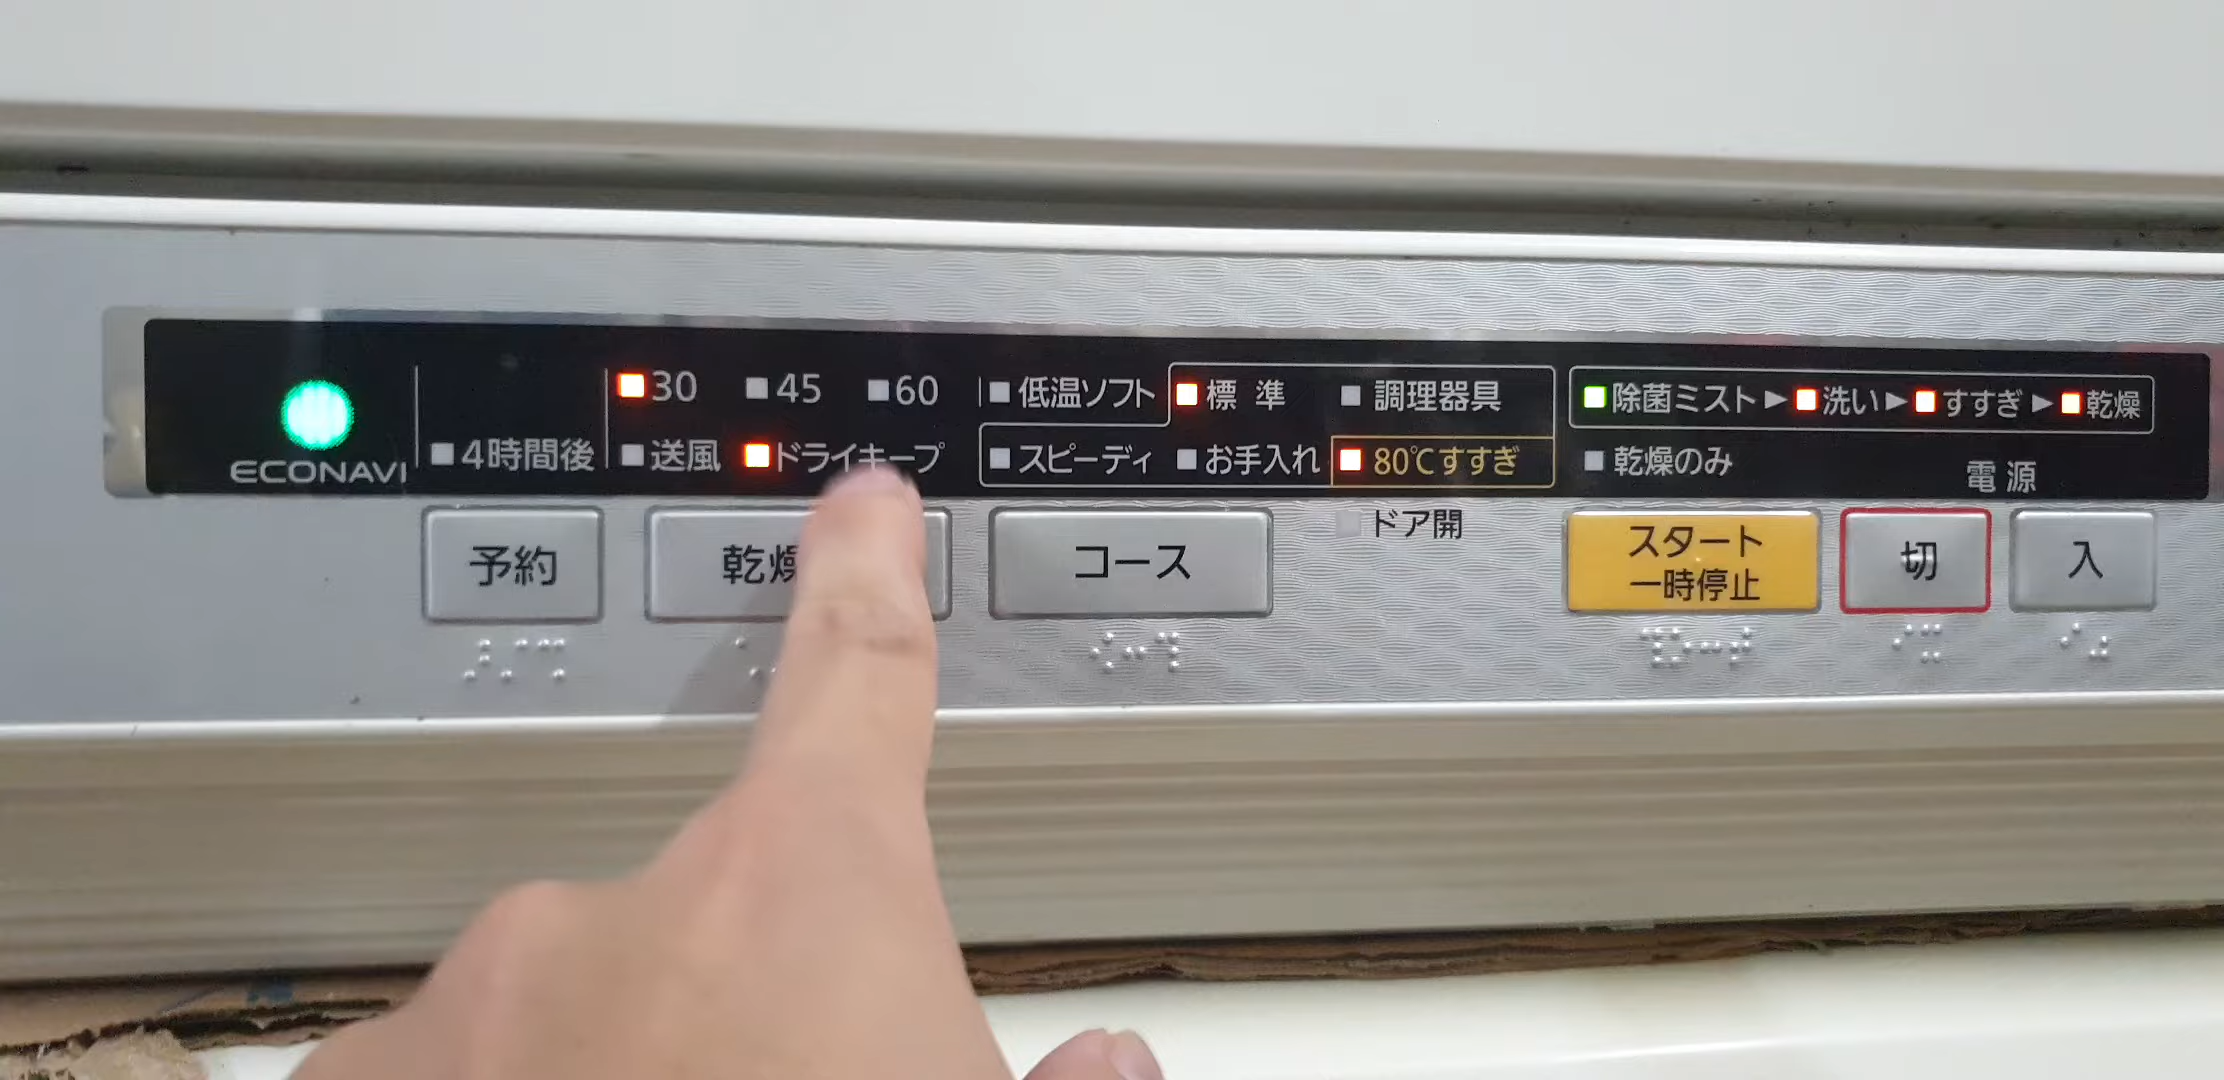 ECONAVI
4時間後
30 45 60
送風 ドライキープ
低温ソフト 標準 調理器具
スピーディ お手入れ 80℃すすぎ
除菌ミスト▶洗い▶すすぎ▶乾燥
乾燥のみ
電源
ドア開
予約
乾燥
コース
スタート
一時停止
切
入